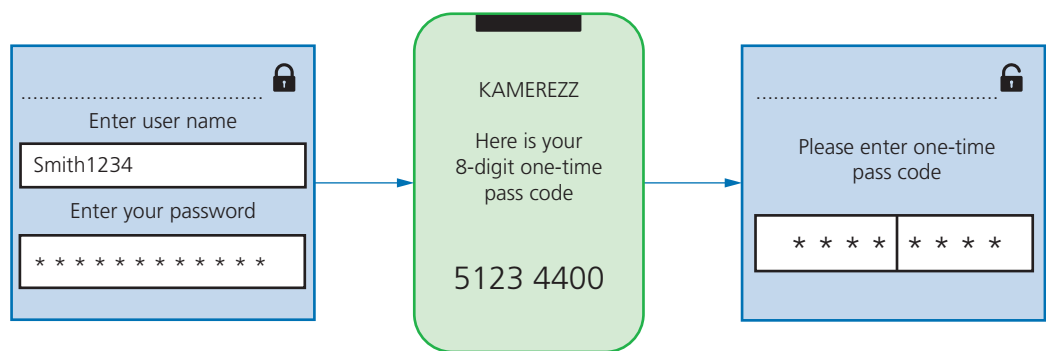 Enter user name
Smith1234
Enter your password
* * * * * * * * * * * *
KAMEREZZ
Here is your
8-digit one-time
pass code
5123 4400
Please enter one-time
pass code
* * * * * * * *